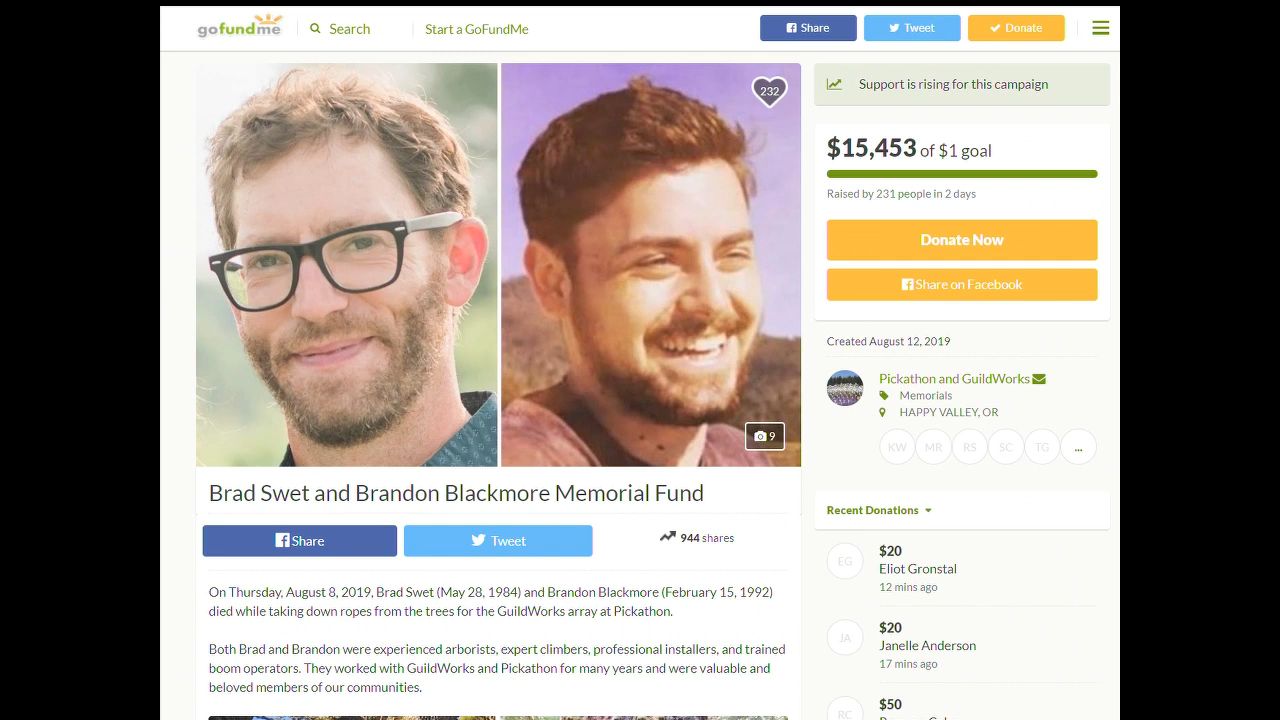 gofundme
Search
Start a GoFundMe
Share
Tweet
Donate
232
9
Brad Swet and Brandon Blackmore Memorial Fund
Share
Tweet
944 shares
On Thursday, August 8, 2019, Brad Swet (May 28, 1984) and Brandon Blackmore (February 15, 1992)
died while taking down ropes from the trees for the GuildWorks array at Pickathon.
Both Brad and Brandon were experienced arborists, expert climbers, professional installers, and trained
boom operators. They worked with GuildWorks and Pickathon for many years and were valuable and
beloved members of our communities.
Support is rising for this campaign
$15,453 of $1 goal
Raised by 231 people in 2 days
Donate Now
Share on Facebook
Created August 12, 2019
Pickathon and GuildWorks
Memorials
HAPPY VALLEY, OR
KW MR RS SC TG ...
Recent Donations
EG
$20
Eliot Gronstal
12 mins ago
JA
$20
Janelle Anderson
17 mins ago
RC
$50